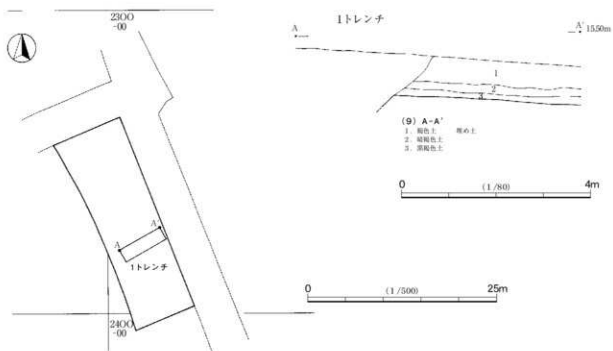 2300
-00
1トレンチ
A
A'
15.50m
1
2
3
(9) A-A'
1. 褐色土 埋め土
2. 暗褐色土
3. 黒褐色土
0
(1/80)
4m
A
A'
1トレンチ
0
(1/500)
25m
2400
-00